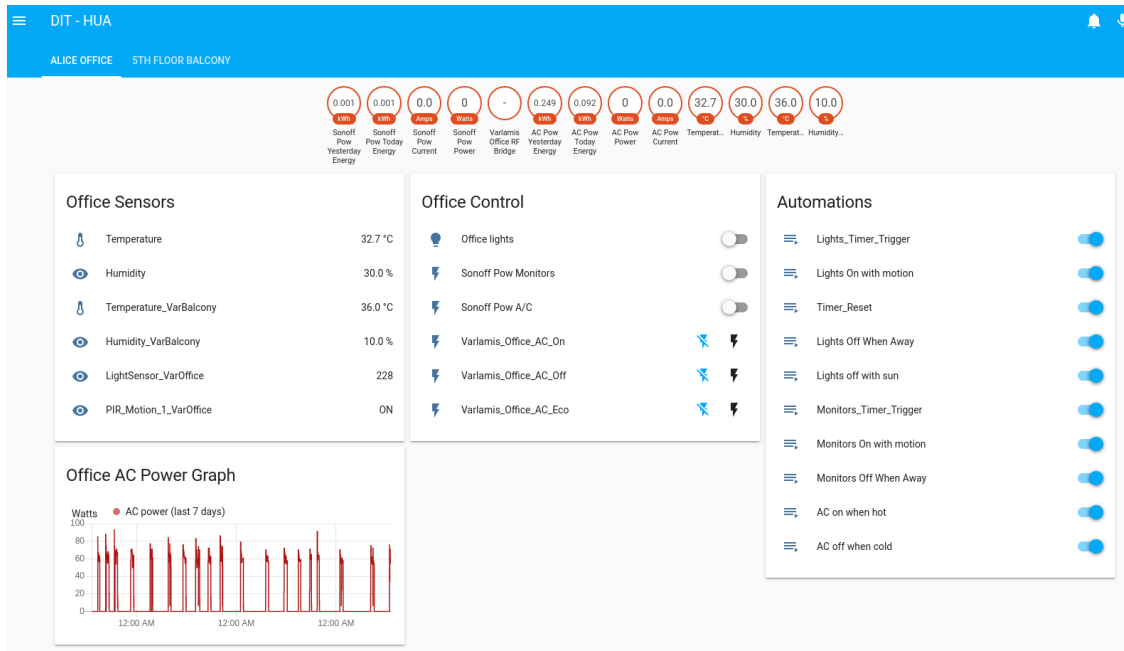 DIT - HUA
ALICE OFFICE 5TH FLOOR BALCONY
0.001 0.001 0.0 0 - 0.249 0.092 0 0.0 32.7 30.0 36.0 10.0
kWh kWh Amps Watts kWh kWh Watts Amps °C % °C %
Sonoff Pow Yesterday Energy
Sonoff Pow Today Energy
Sonoff Pow Current
Sonoff Pow Power
Varlamis Office RF Bridge
AC Pow Yesterday Energy
AC Pow Today Energy
AC Pow Power
AC Pow Current
Temperat...
Humidity
Temperat...
Humidity...
Office Sensors
Temperature 32.7 °C
Humidity 30.0 %
Temperature_VarBalcony 36.0 °C
Humidity_VarBalcony 10.0 %
LightSensor_VarOffice 228
PIR_Motion_1_VarOffice ON
Office Control
Office lights
Sonoff Pow Monitors
Sonoff Pow A/C
Varlamis_Office_AC_On
Varlamis_Office_AC_Off
Varlamis_Office_AC_Eco
Automations
Lights_Timer_Trigger
Lights On with motion
Timer_Reset
Lights Off When Away
Lights off with sun
Monitors_Timer_Trigger
Monitors On with motion
Monitors Off When Away
AC on when hot
AC off when cold
Office AC Power Graph
Watts AC power (last 7 days)
100
80
60
40
20
0
12:00 AM 12:00 AM 12:00 AM